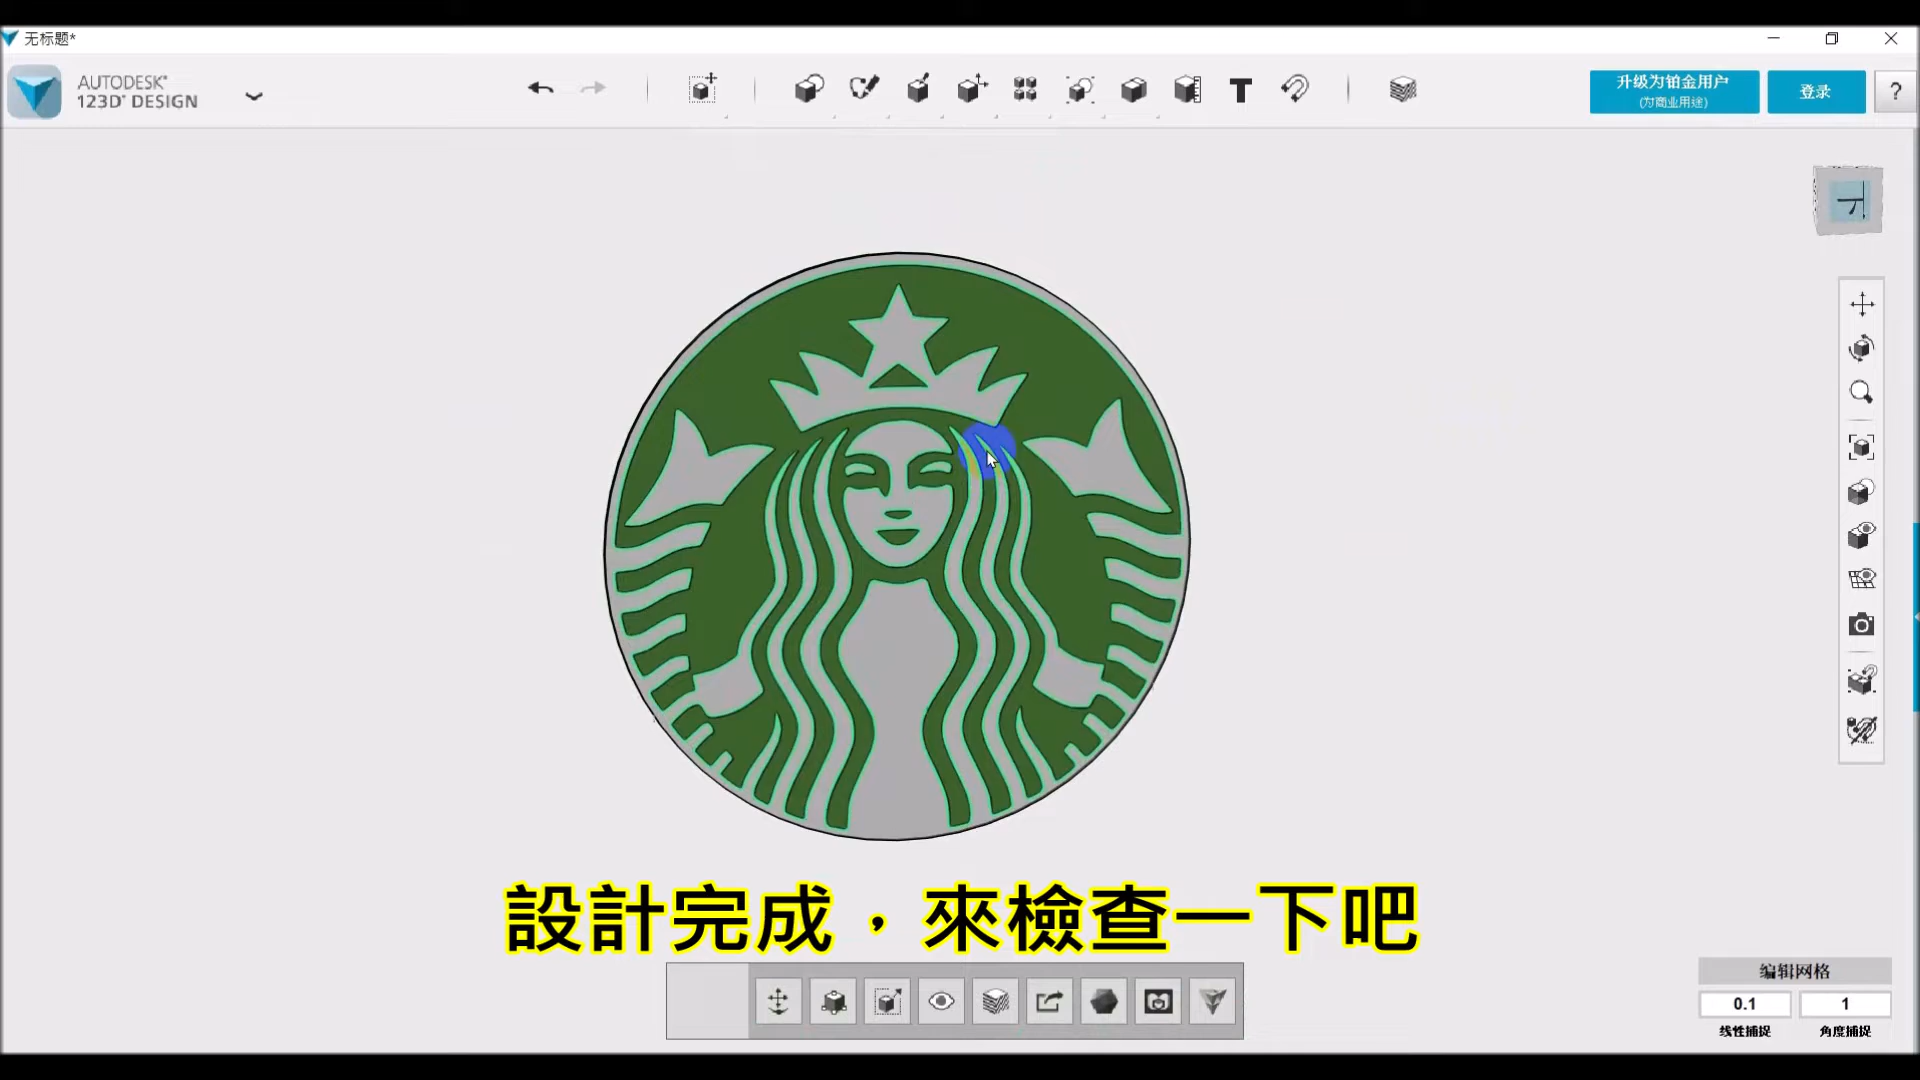 无标题*
AUTODESK®
123D® DESIGN
升级为铂金用户
(为商业用途)
登录
?
上
設計完成，來檢查一下吧
编辑网格
0.1
1
线性捕捉
角度捕捉